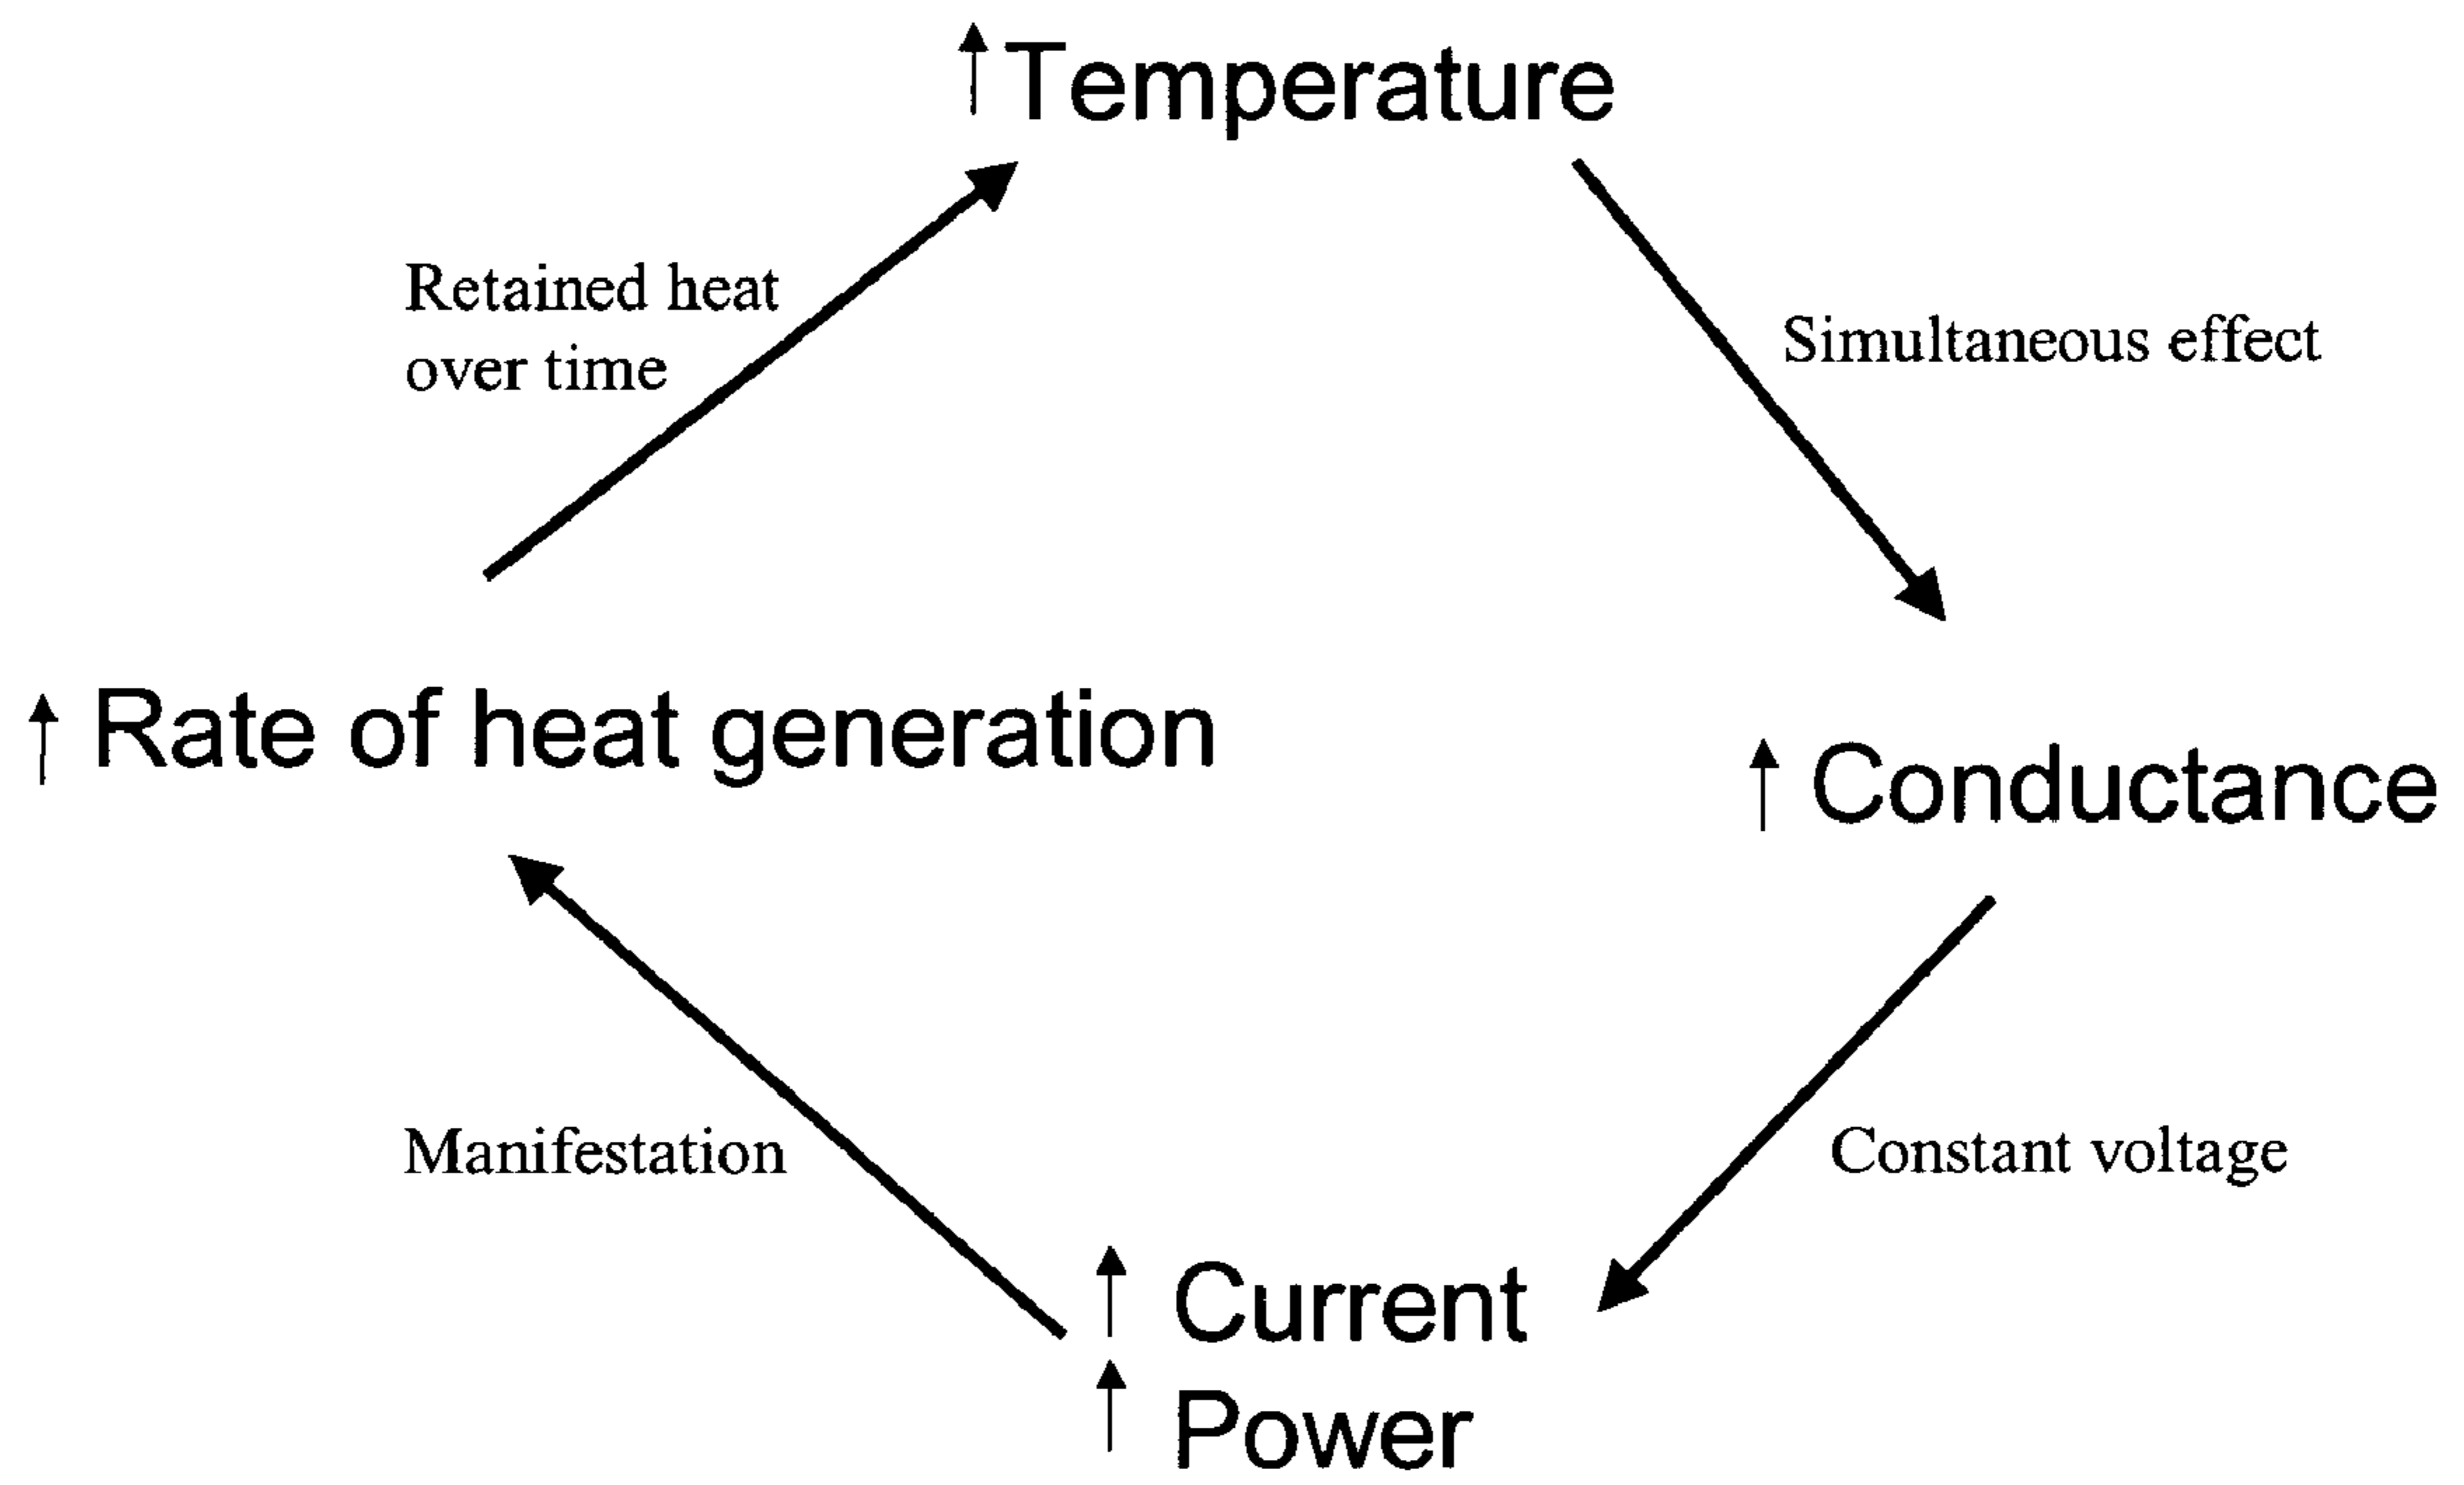 ↑ Temperature
Retained heat
over time
Simultaneous effect
↑ Rate of heat generation
↑ Conductance
Manifestation
Constant voltage
↑ Current
↑ Power